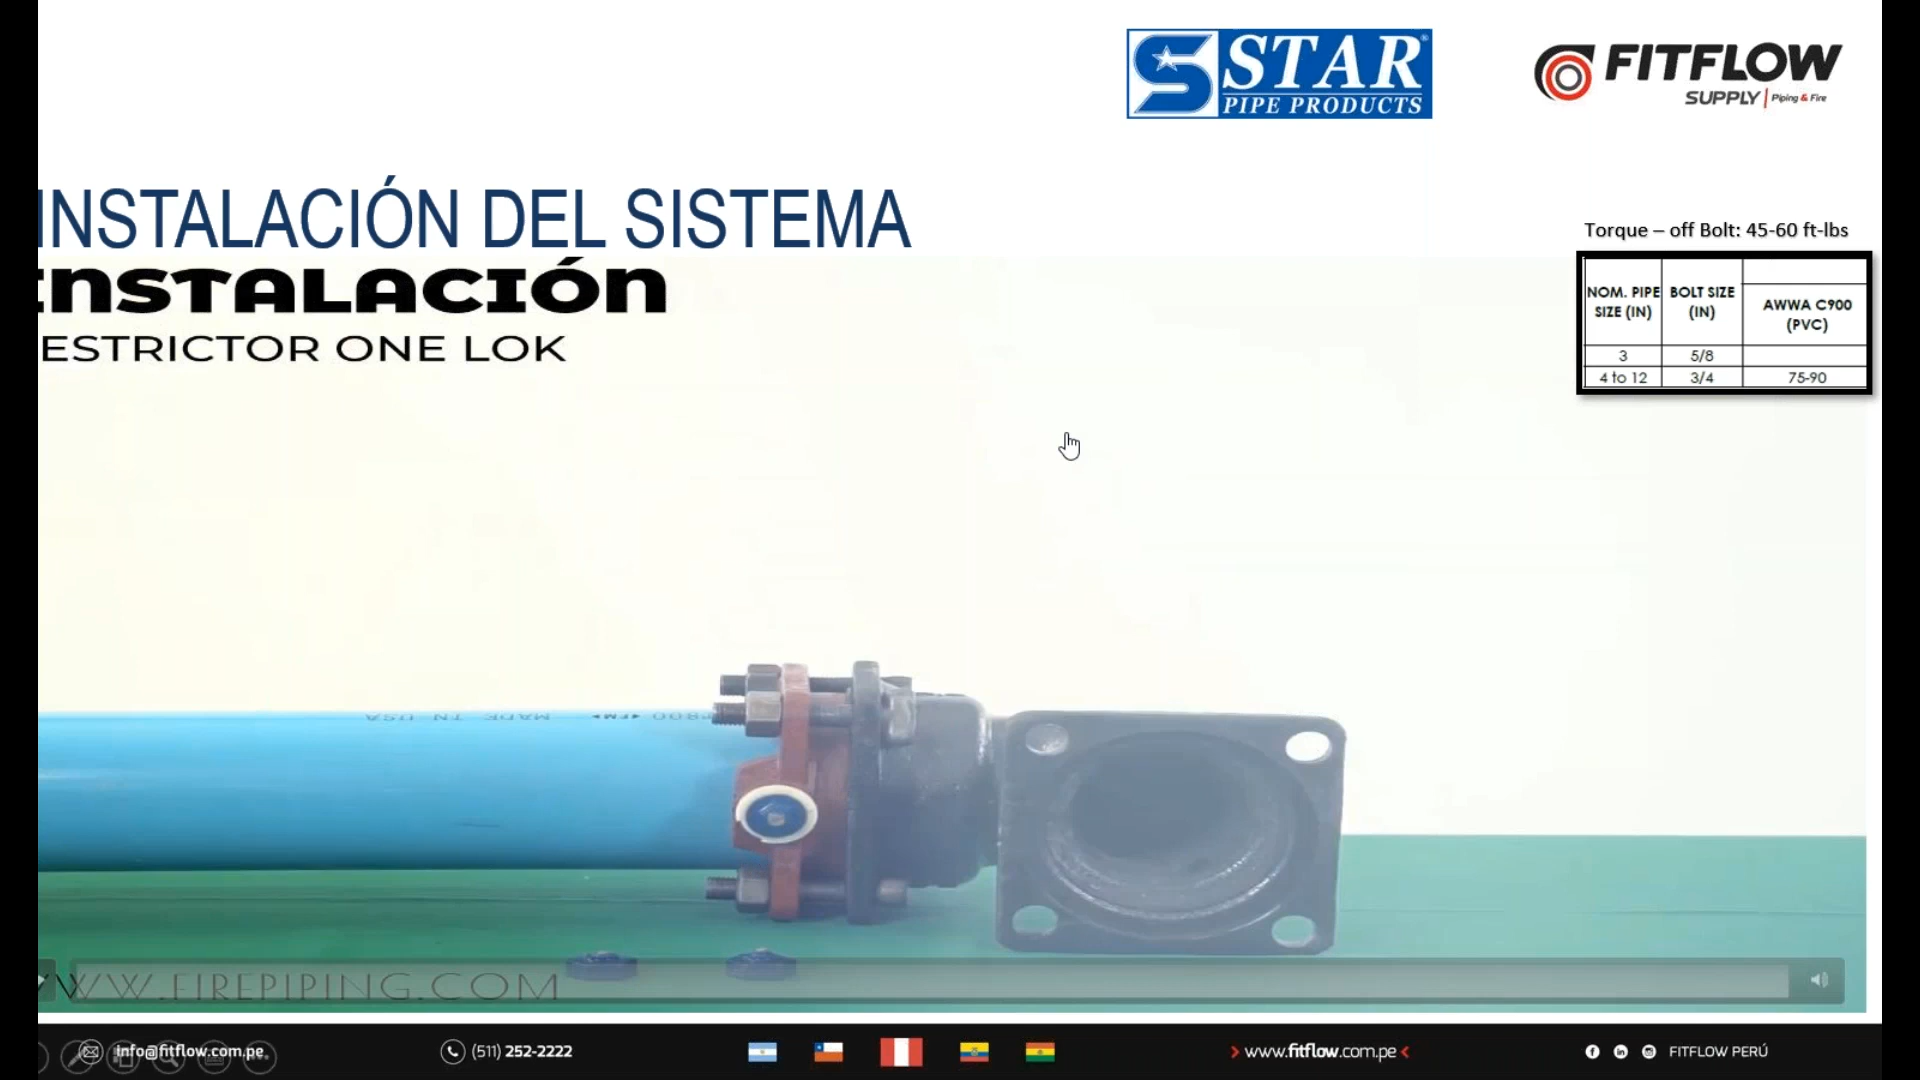 STAR
PIPE PRODUCTS
FITFLOW
SUPPLY | Piping & Fire
INSTALACIÓN DEL SISTEMA
INSTALACIÓN
ESTRICTOR ONE LOK
Torque – off Bolt: 45-60 ft-lbs
NOM. PIPE SIZE (IN) BOLT SIZE (IN) AWWA C900 (PVC)
3 5/8
4 to 12 3/4 75-90
MADE IN USA
WWW.FIREPIPING.COM
info@fitflow.com.pe
(511) 252-2222
www.fitflow.com.pe
FITFLOW PERÚ